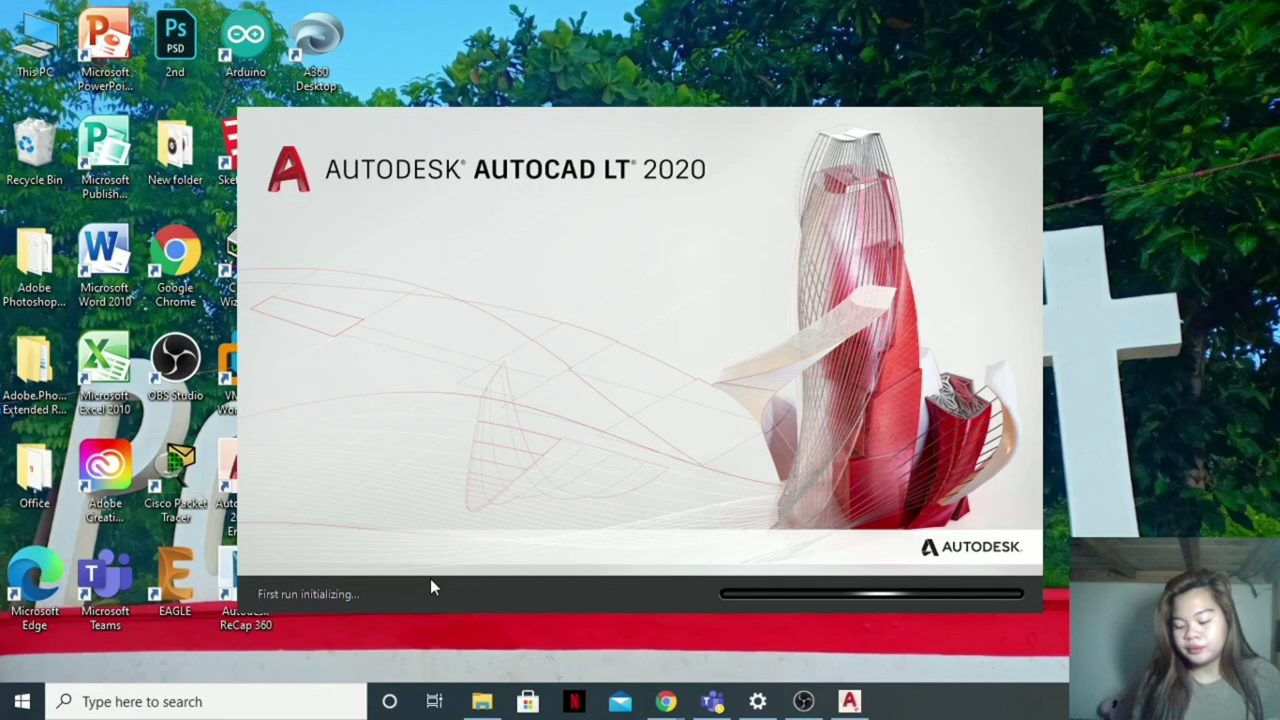 This PC
Microsoft
PowerPoi...
Ps
PSD
2nd
Arduino
A360
Desktop
Recycle Bin
Microsoft
Publish...
New folder
Adobe
Photoshop...
Microsoft
Word 2010
Google
Chrome
Adobe.Pho...
Extended R...
Microsoft
Excel 2010
OBS Studio
Office
Adobe
Creati...
Cisco Packet
Tracer
Microsoft
Edge
Microsoft
Teams
EAGLE
ReCap 360
AUTODESK® AUTOCAD LT® 2020
AUTODESK.
First run initializing...
Type here to search